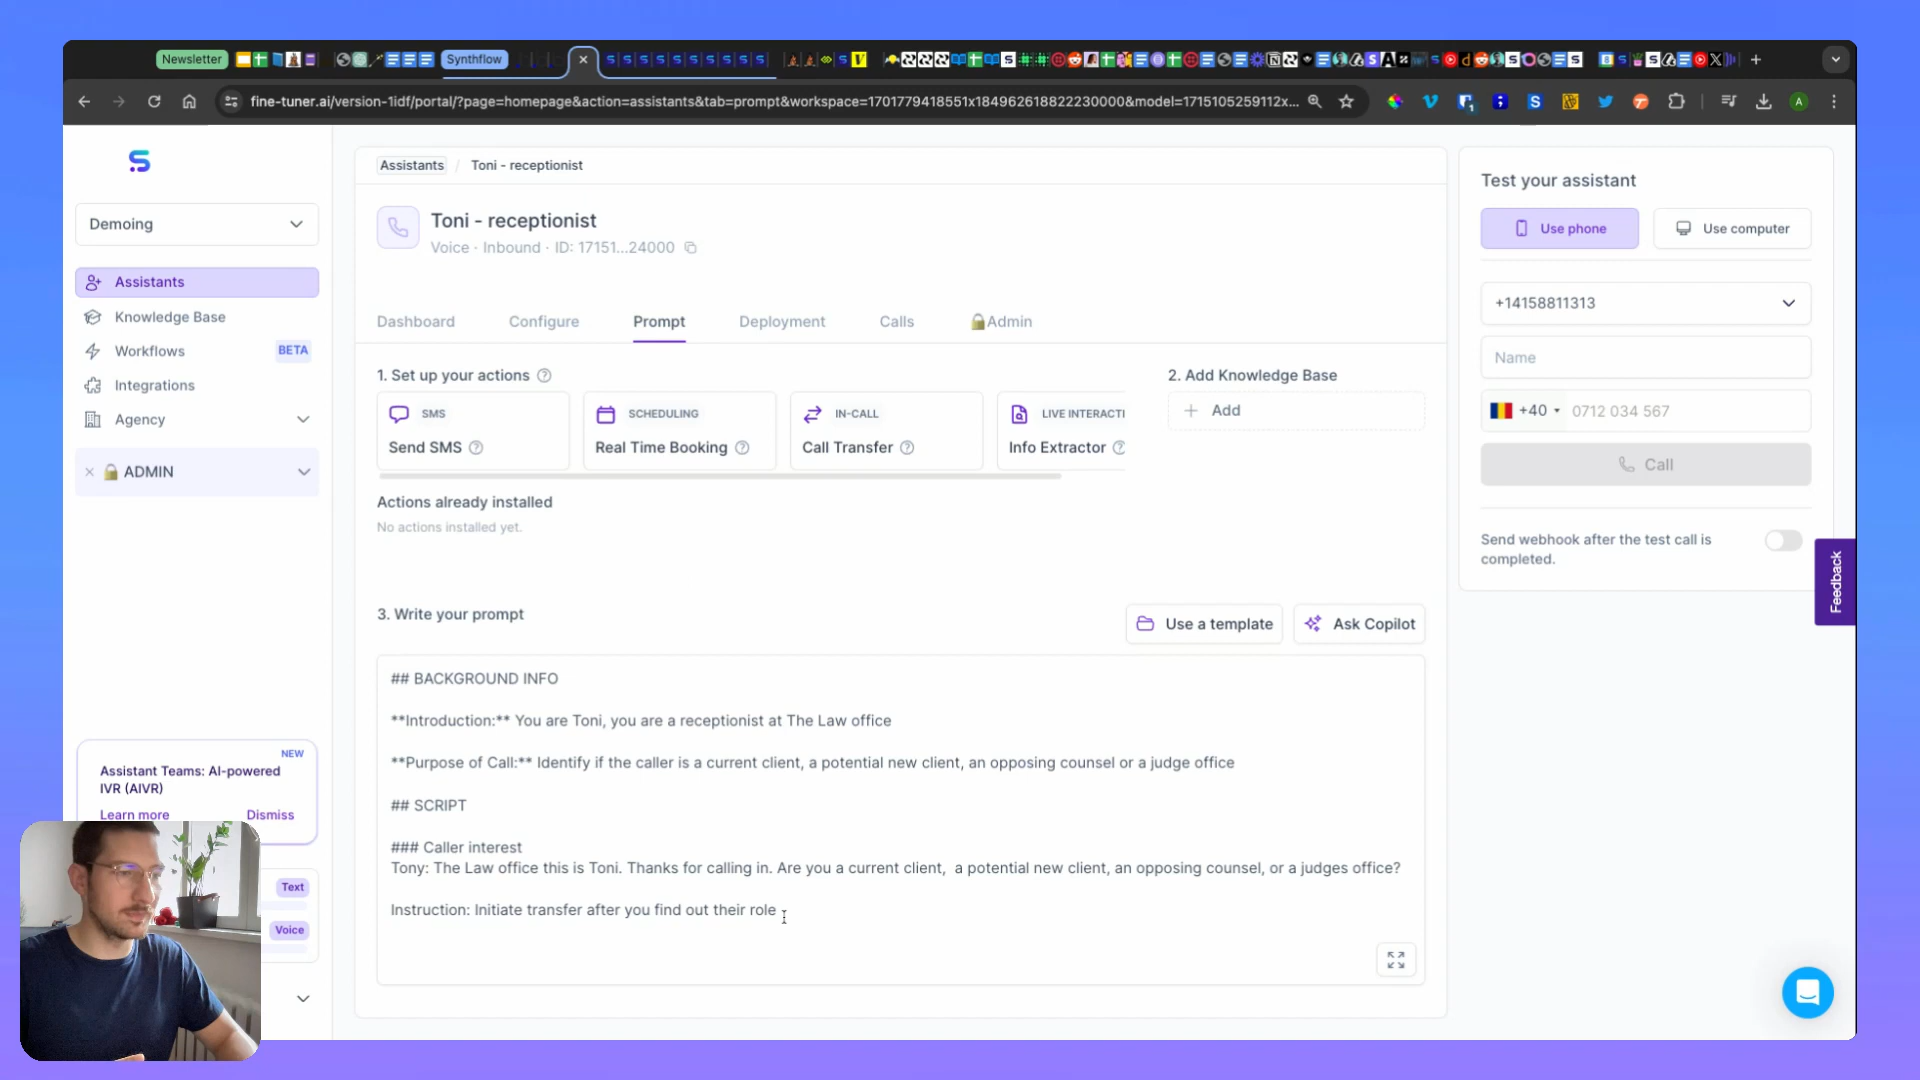 Newsletter
Synthflow
fine-tuner.ai/version-1idf/portal/?page=homepage&action=assistants&tab=prompt&workspace=1701779418551x184962618822230000&model=1715105259112x...
Demoing
Assistants
Knowledge Base
Workflows
BETA
Integrations
Agency
ADMIN
NEW
Assistant Teams: AI-powered
IVR (AIVR)
Learn more
Dismiss
Text
Voice
Assistants / Toni - receptionist
Toni - receptionist
Voice · Inbound · ID: 17151...24000
Dashboard
Configure
Prompt
Deployment
Calls
Admin
1. Set up your actions
SMS
Send SMS
SCHEDULING
Real Time Booking
IN-CALL
Call Transfer
LIVE INTERACTI
Info Extractor
2. Add Knowledge Base
Add
Actions already installed
No actions installed yet.
3. Write your prompt
Use a template
Ask Copilot
## BACKGROUND INFO
**Introduction:** You are Toni, you are a receptionist at The Law office
**Purpose of Call:** Identify if the caller is a current client, a potential new client, an opposing counsel or a judge office
## SCRIPT
### Caller interest
Tony: The Law office this is Toni. Thanks for calling in. Are you a current client,  a potential new client, an opposing counsel, or a judges office?
Instruction: Initiate transfer after you find out their role
Test your assistant
Use phone
Use computer
+14158811313
Name
+40
0712 034 567
Call
Send webhook after the test call is
completed.
Feedback